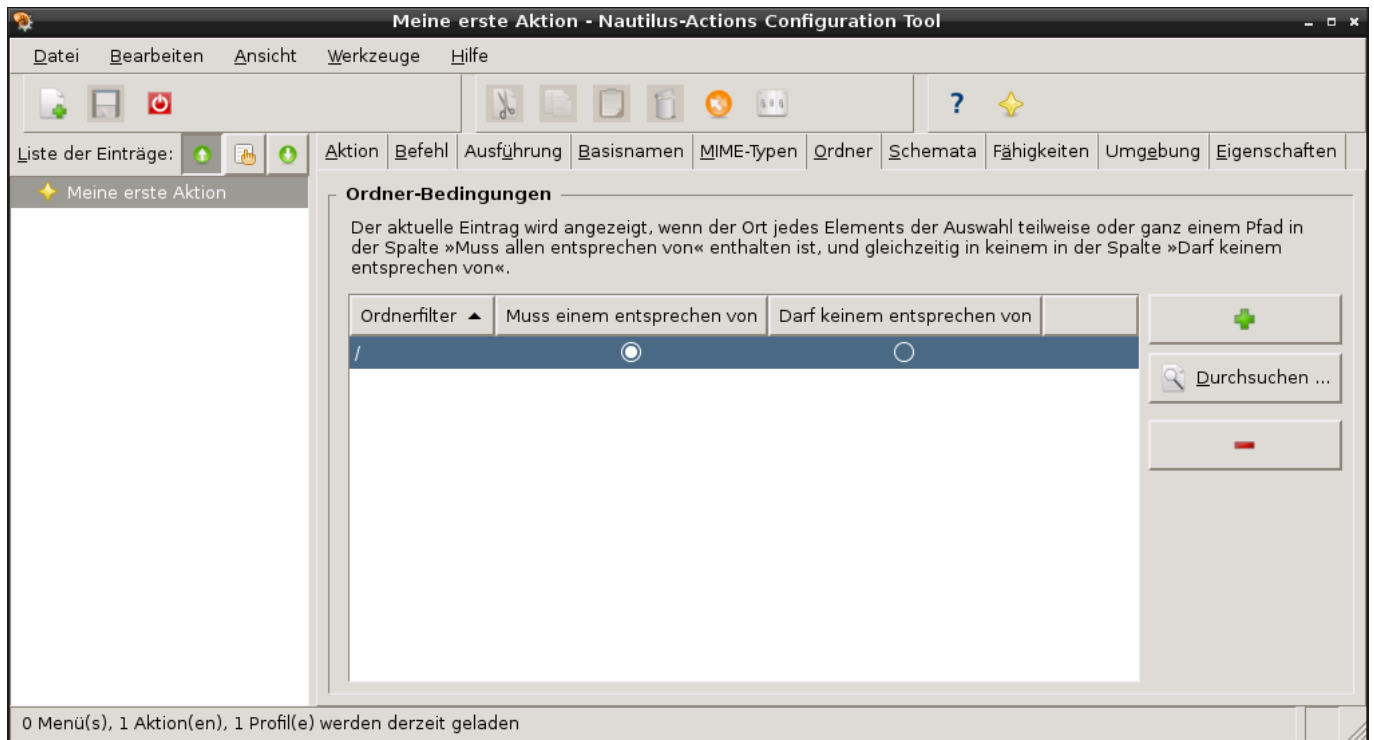 Meine erste Aktion - Nautilus-Actions Configuration Tool
Datei Bearbeiten Ansicht Werkzeuge Hilfe
?
Liste der Einträge:
Aktion Befehl Ausführung Basisnamen MIME-Typen Ordner Schemata Fähigkeiten Umgebung Eigenschaften
Meine erste Aktion
Ordner-Bedingungen
Der aktuelle Eintrag wird angezeigt, wenn der Ort jedes Elements der Auswahl teilweise oder ganz einem Pfad in
der Spalte »Muss allen entsprechen von« enthalten ist, und gleichzeitig in keinem in der Spalte »Darf keinem
entsprechen von«.
Ordnerfilter Muss einem entsprechen von Darf keinem entsprechen von
/
Durchsuchen ...
0 Menü(s), 1 Aktion(en), 1 Profil(e) werden derzeit geladen